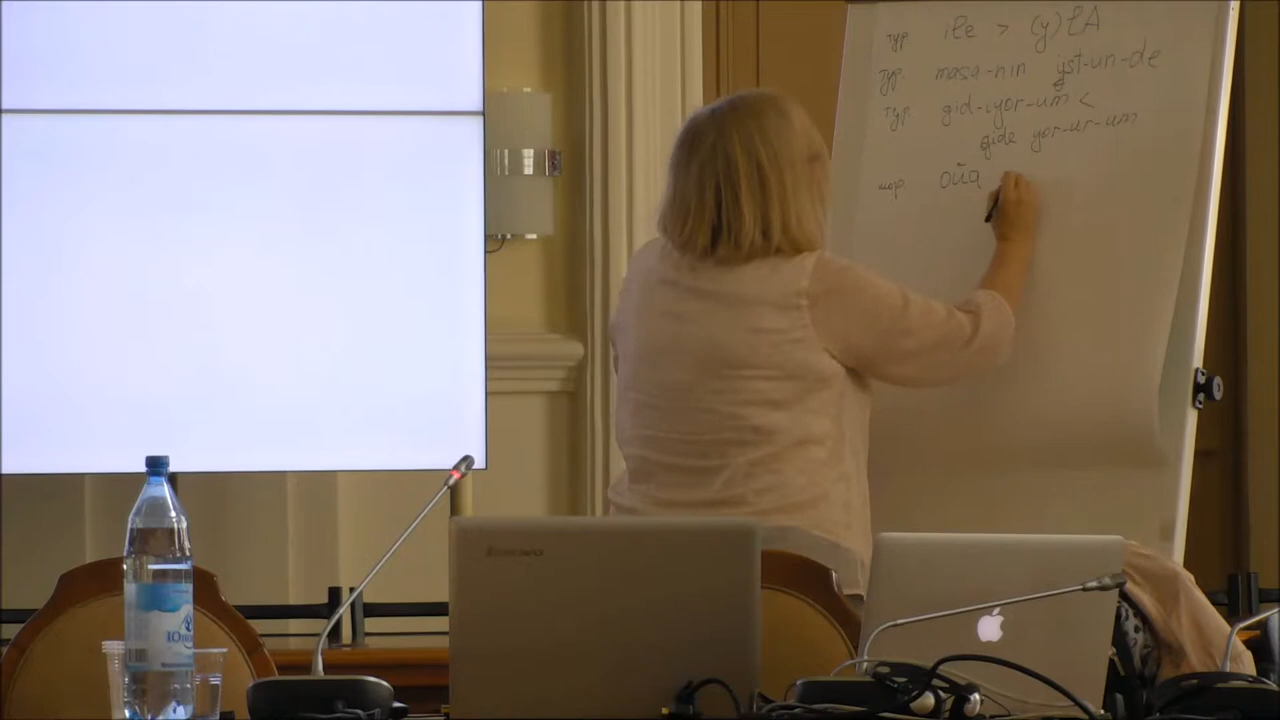 тур. ile > (y)lA
тур. masa-nın üst-ün-de
тур. gid-iyor-um <
gide yor-ur-um
шор. ойа
lenovo